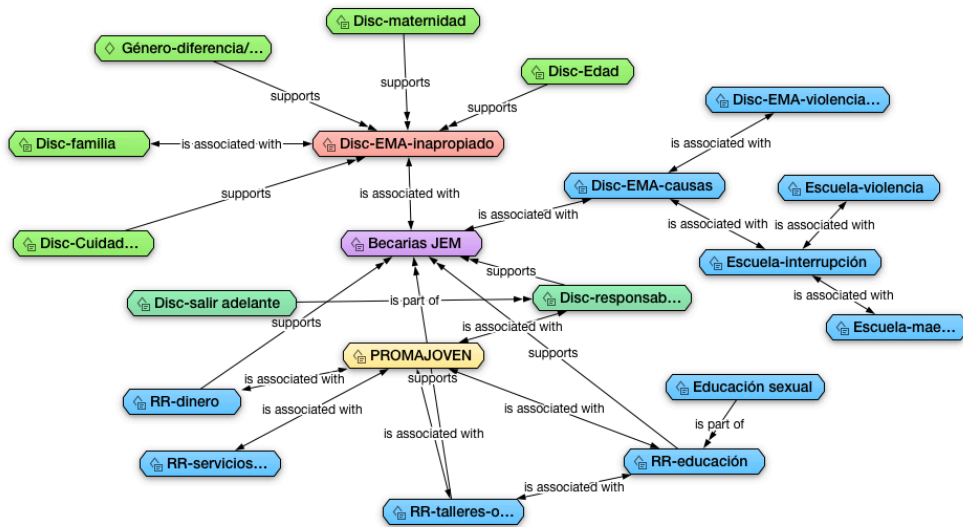 Disc-maternidad
Género-diferencia/...
supports
Disc-Edad
supports
supports
Disc-EMA-violencia...
Disc-familia
is associated with
Disc-EMA-inapropiado
is associated with
supports
is associated with
Disc-EMA-causas
Escuela-violencia
is associated with
is associated with
is associated with
Disc-Cuidad...
Becarias JEM
Escuela-interrupción
supports
Disc-salir adelante
is part of
Disc-responsab...
is associated with
supports
is associated with
Escuela-mae...
PROMAJOVEN
supports
is associated with
supports
Educación sexual
RR-dinero
is associated with
is associated with
is part of
is associated with
RR-servicios...
RR-educación
is associated with
RR-talleres-o...